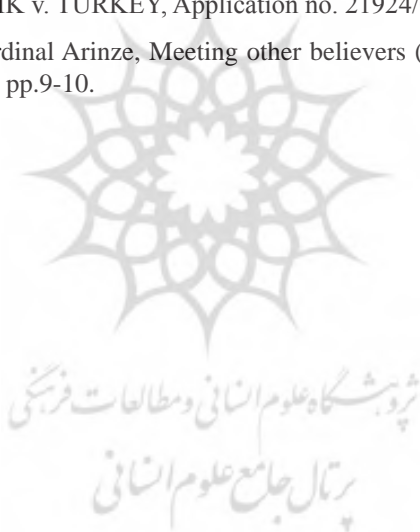 IK v. TURKEY, Application no. 21924/
rdinal Arinze, Meeting other believers (
pp.9-10.
پژوهشگاه علوم انسانی و مطالعات فرهنگی
پرتال جامع علوم انسانی